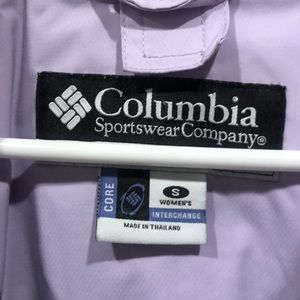 Columbia
Sportswear Company®
CORE
S
WOMEN'S
INTERCHANGE
MADE IN THAILAND